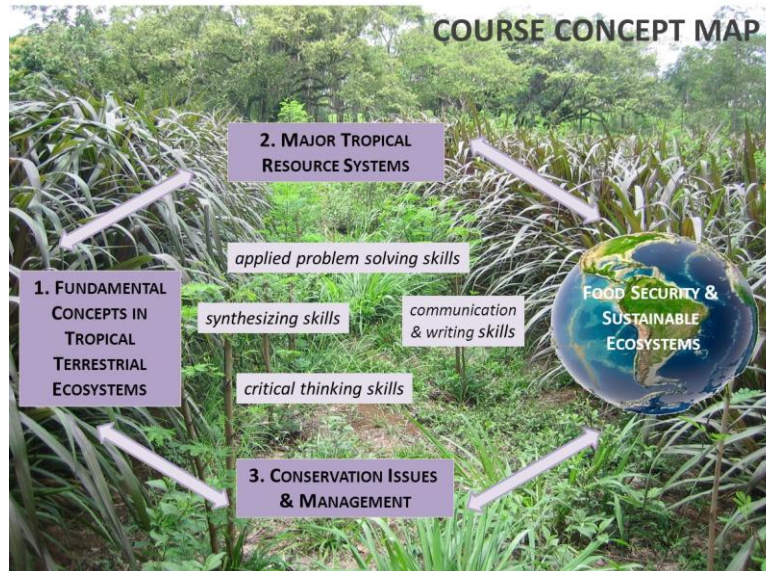 COURSE CONCEPT MAP
2. MAJOR TROPICAL
RESOURCE SYSTEMS
applied problem solving skills
1. FUNDAMENTAL
CONCEPTS IN
TROPICAL
TERRESTRIAL
ECOSYSTEMS
synthesizing skills
communication
& writing skills
FOOD SECURITY &
SUSTAINABLE
ECOSYSTEMS
critical thinking skills
3. CONSERVATION ISSUES
& MANAGEMENT